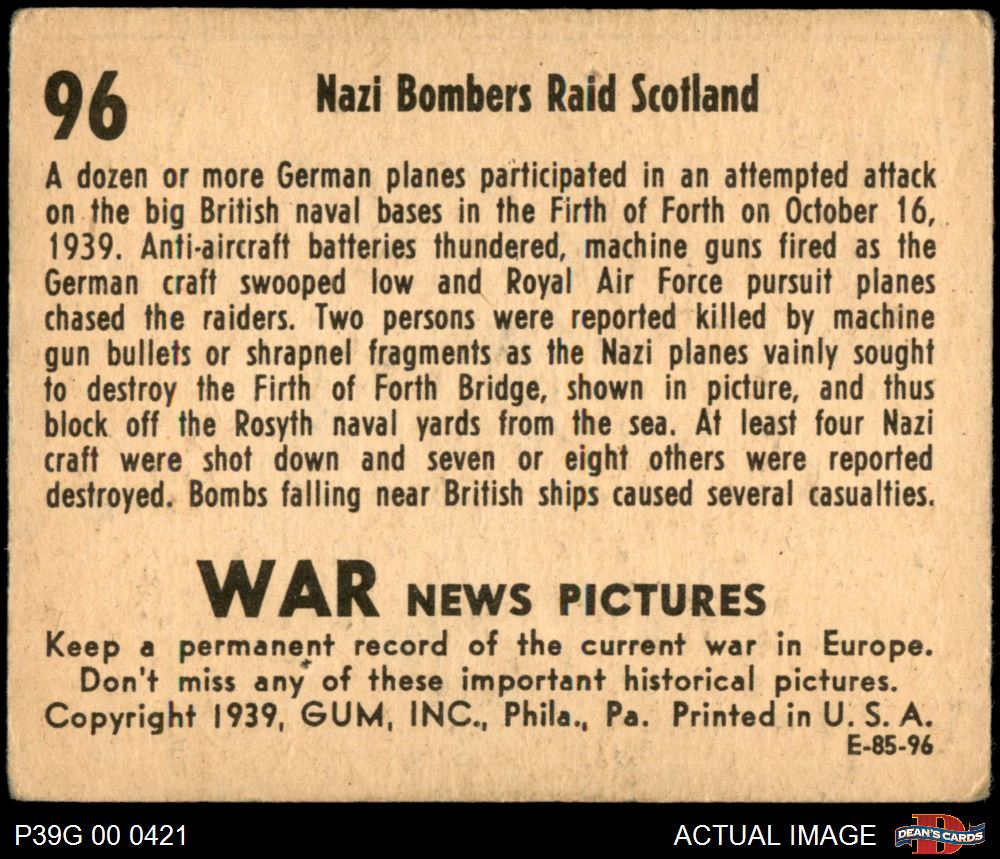 96
Nazi Bombers Raid Scotland
A dozen or more German planes participated in an attempted attack
on the big British naval bases in the Firth of Forth on October 16,
1939. Anti-aircraft batteries thundered, machine guns fired as the
German craft swooped low and Royal Air Force pursuit planes
chased the raiders. Two persons were reported killed by machine
gun bullets or shrapnel fragments as the Nazi planes vainly sought
to destroy the Firth of Forth Bridge, shown in picture, and thus
block off the Rosyth naval yards from the sea. At least four Nazi
craft were shot down and seven or eight others were reported
destroyed. Bombs falling near British ships caused several casualties.
WAR NEWS PICTURES
Keep a permanent record of the current war in Europe.
Don't miss any of these important historical pictures.
Copyright 1939, GUM, INC., Phila., Pa. Printed in U. S. A.
E-85-96
P39G 00 0421
ACTUAL IMAGE
DEAN'S CARDS